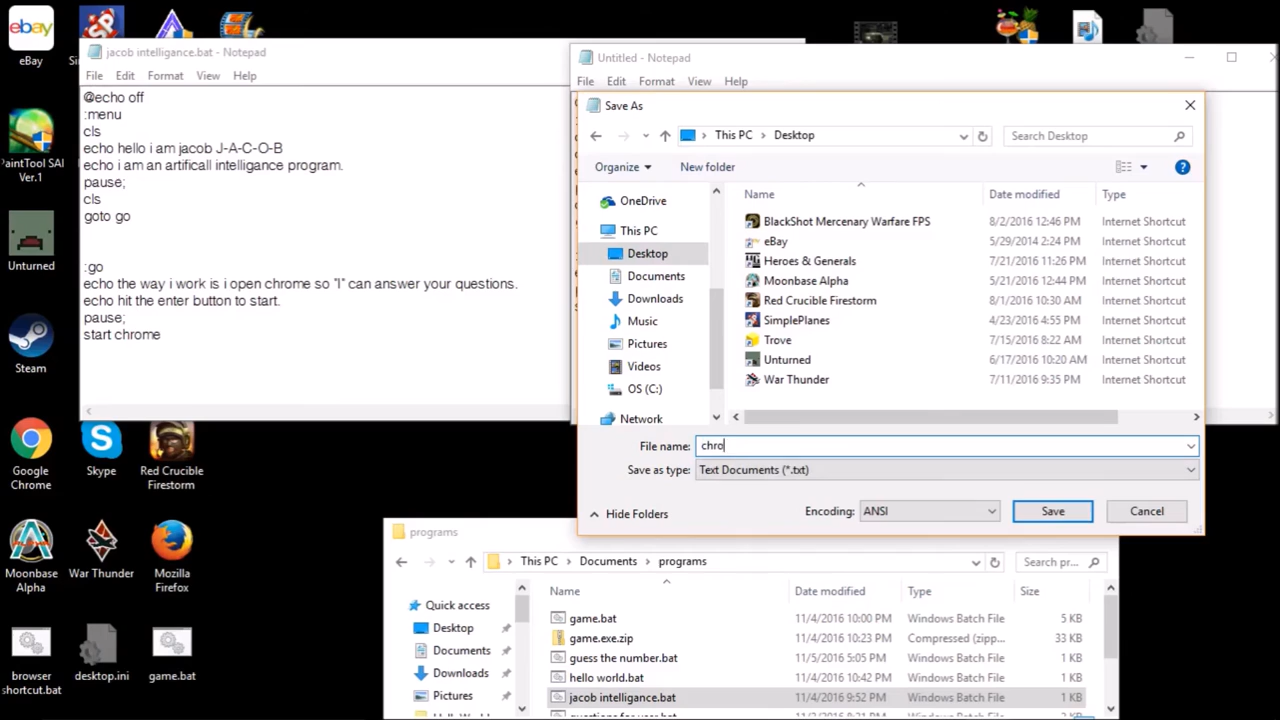 ebay
eBay
PaintTool SAI
Ver.1
Unturned
Steam
Google
Chrome
Skype
Red Crucible
Firestorm
Moonbase
Alpha
War Thunder
Mozilla
Firefox
browser
shortcut.bat
desktop.ini
game.bat
jacob intelligance.bat - Notepad
File Edit Format View Help
@echo off
:menu
cls
echo hello i am jacob J-A-C-O-B
echo i am an artificall intelligance program.
pause;
cls
goto go
:go
echo the way i work is i open chrome so "I" can answer your questions.
echo hit the enter button to start.
pause;
start chrome
Untitled - Notepad
File Edit Format View Help
Save As
This PC > Desktop
Search Desktop
Organize New folder
OneDrive
This PC
Desktop
Documents
Downloads
Music
Pictures
Videos
OS (C:)
Network
Name Date modified Type
BlackShot Mercenary Warfare FPS 8/2/2016 12:46 PM Internet Shortcut
eBay 5/29/2014 2:24 PM Internet Shortcut
Heroes & Generals 7/21/2016 11:26 PM Internet Shortcut
Moonbase Alpha 5/21/2016 12:44 PM Internet Shortcut
Red Crucible Firestorm 8/1/2016 10:30 AM Internet Shortcut
SimplePlanes 4/23/2016 4:55 PM Internet Shortcut
Trove 7/15/2016 8:22 AM Internet Shortcut
Unturned 6/17/2016 10:20 AM Internet Shortcut
War Thunder 7/11/2016 9:35 PM Internet Shortcut
File name: chro
Save as type: Text Documents (*.txt)
Hide Folders Encoding: ANSI Save Cancel
programs
This PC > Documents > programs Search pr...
Quick access
Desktop
Documents
Downloads
Pictures
Name Date modified Type Size
game.bat 11/4/2016 10:00 PM Windows Batch File 5 KB
game.exe.zip 11/4/2016 10:23 PM Compressed (zipp... 33 KB
guess the number.bat 11/5/2016 5:05 PM Windows Batch File 1 KB
hello world.bat 11/4/2016 10:42 PM Windows Batch File 1 KB
jacob intelligance.bat 11/4/2016 9:52 PM Windows Batch File 1 KB